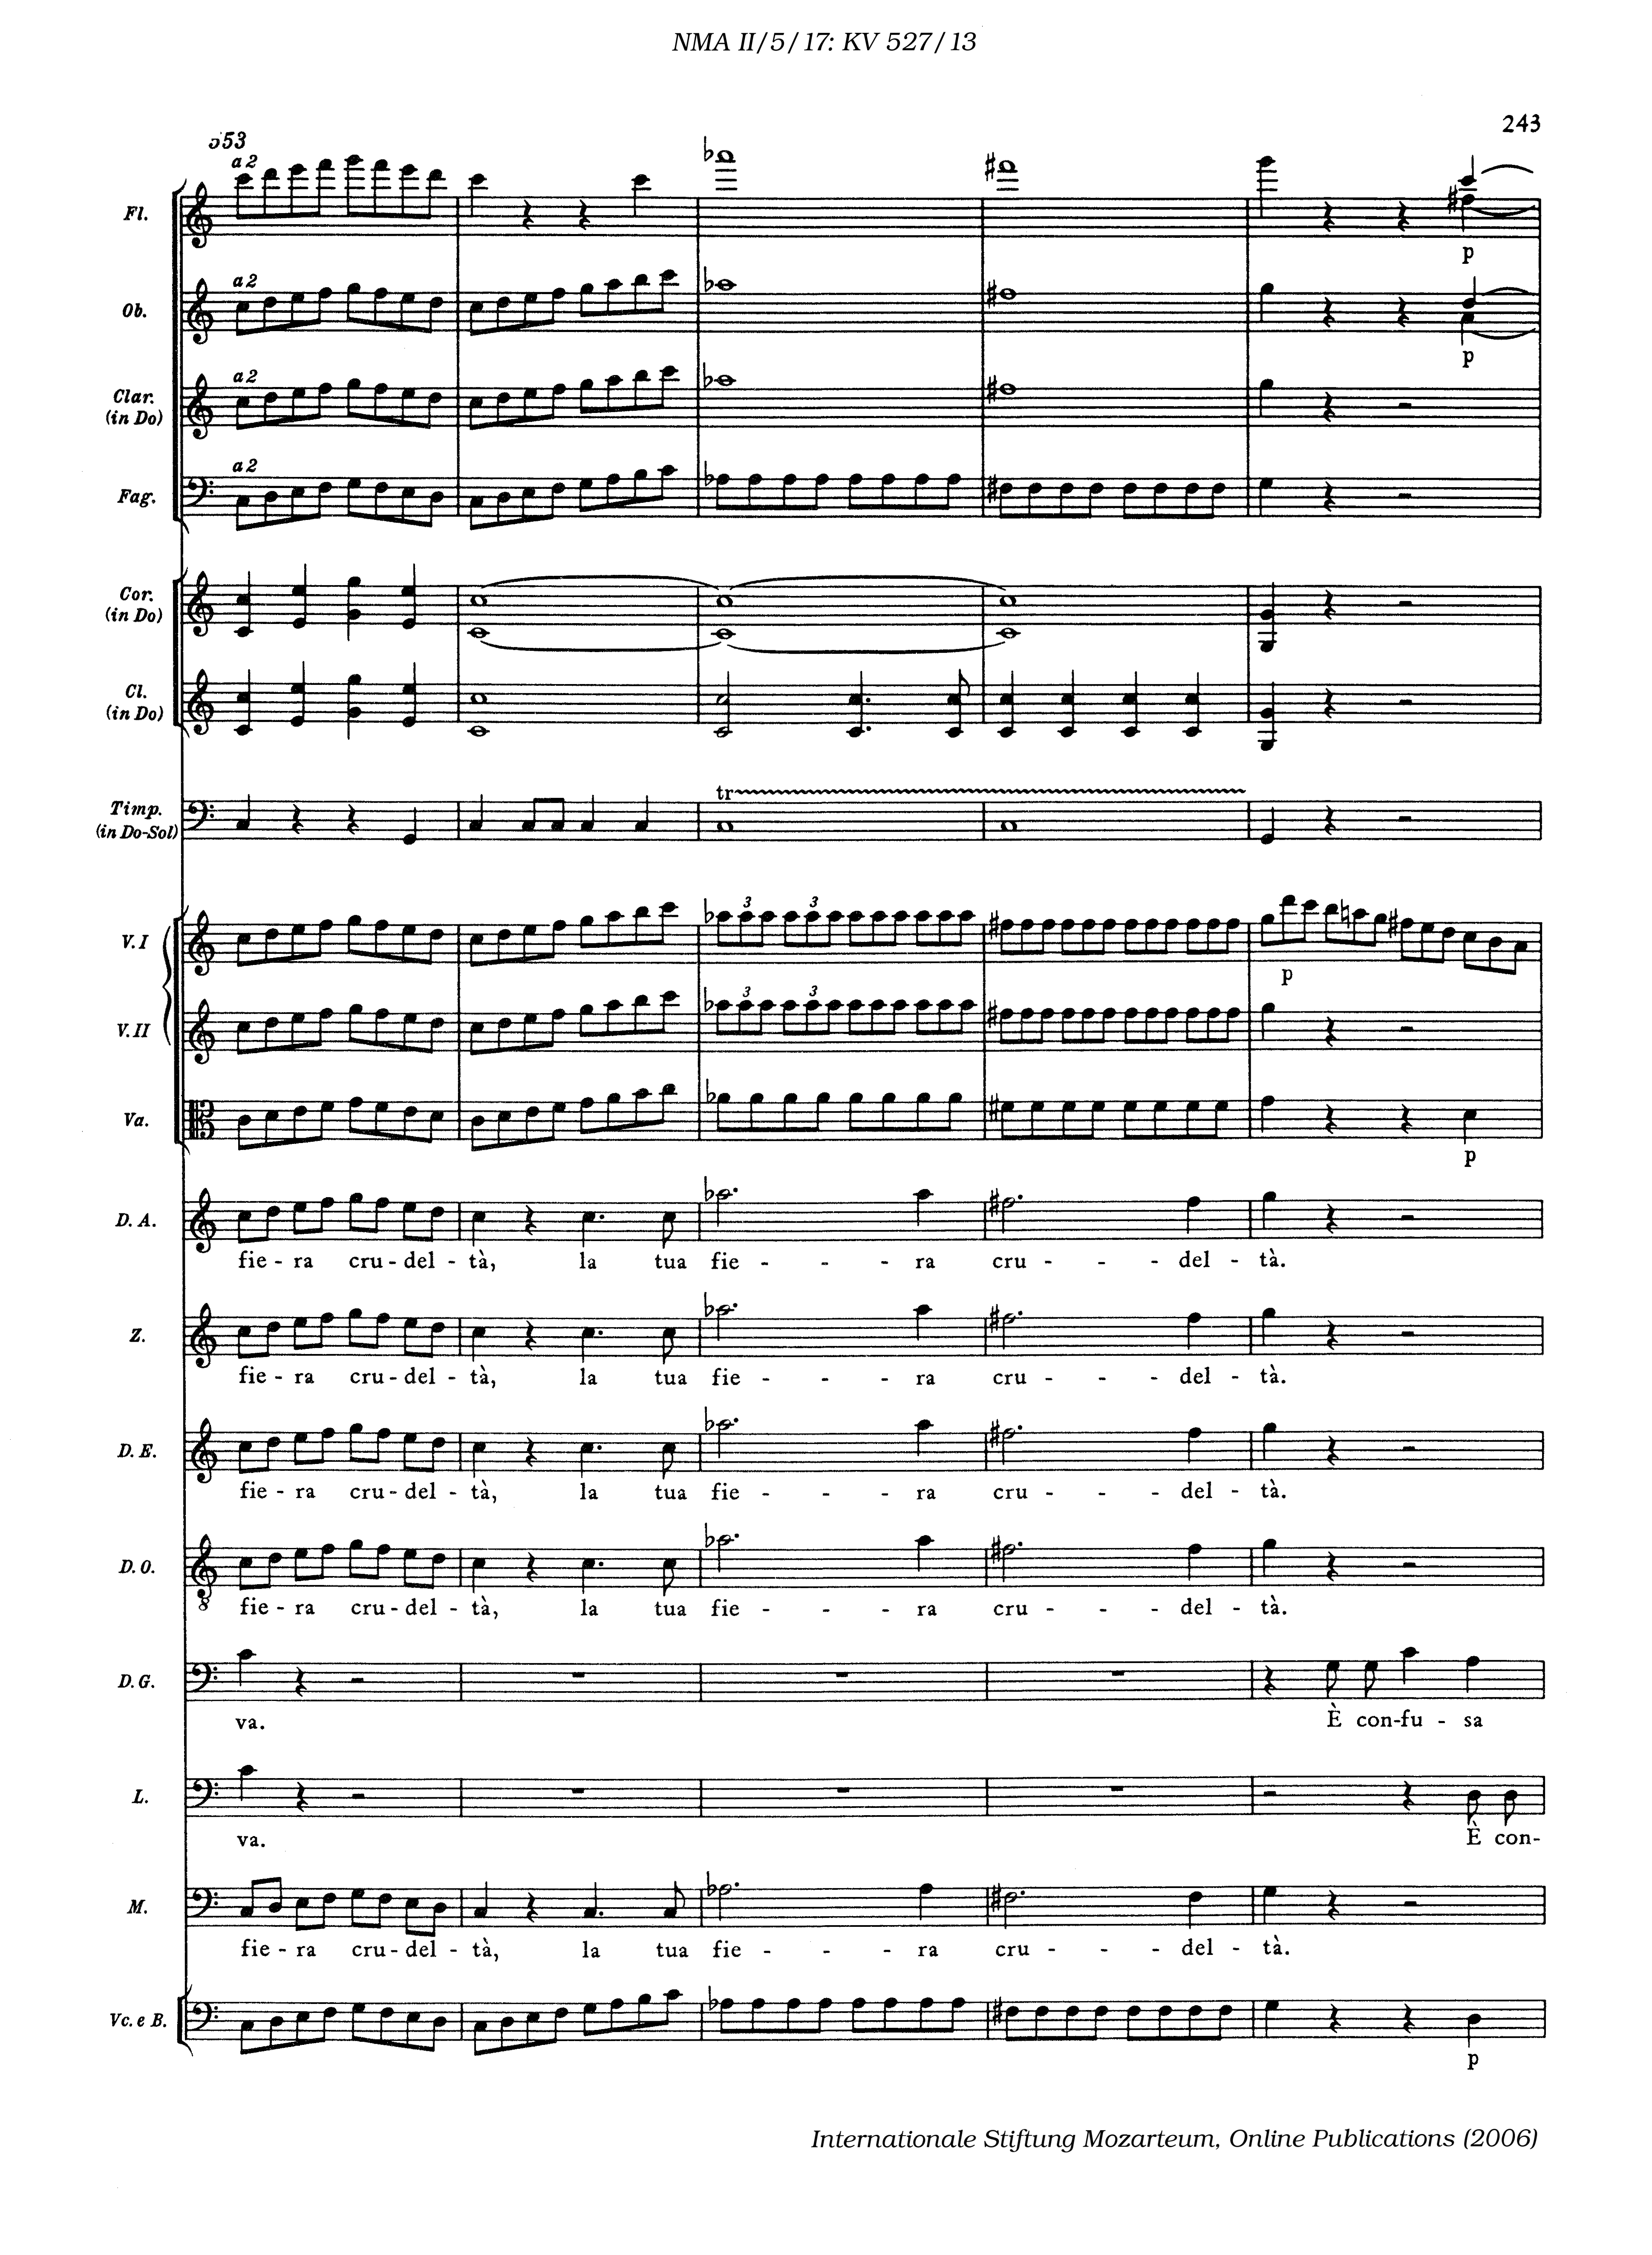 NMA II/5/17: KV 527/13
243
553
a 2
Fl.
p
a 2
Ob.
p
a 2
Clar.
(in Do)
a 2
Fag.
Cor.
(in Do)
Cl.
(in Do)
tr
Timp.
(in Do-Sol)
3 3
V. I
p
3 3
V. II
Va.
p
D. A.
fie - ra cru - del - tà, la tua fie - - - ra cru - - - del - tà.
Z.
fie - ra cru - del - tà, la tua fie - - - ra cru - - - del - tà.
D. E.
fie - ra cru - del - tà, la tua fie - - - ra cru - - - del - tà.
D. O.
8
fie - ra cru - del - tà, la tua fie - - - ra cru - - - del - tà.
D. G.
va. È con-fu - sa
L.
va. È con-
M.
fie - ra cru - del - tà, la tua fie - - - ra cru - - - del - tà.
Vc. e B.
p
Internationale Stiftung Mozarteum, Online Publications (2006)